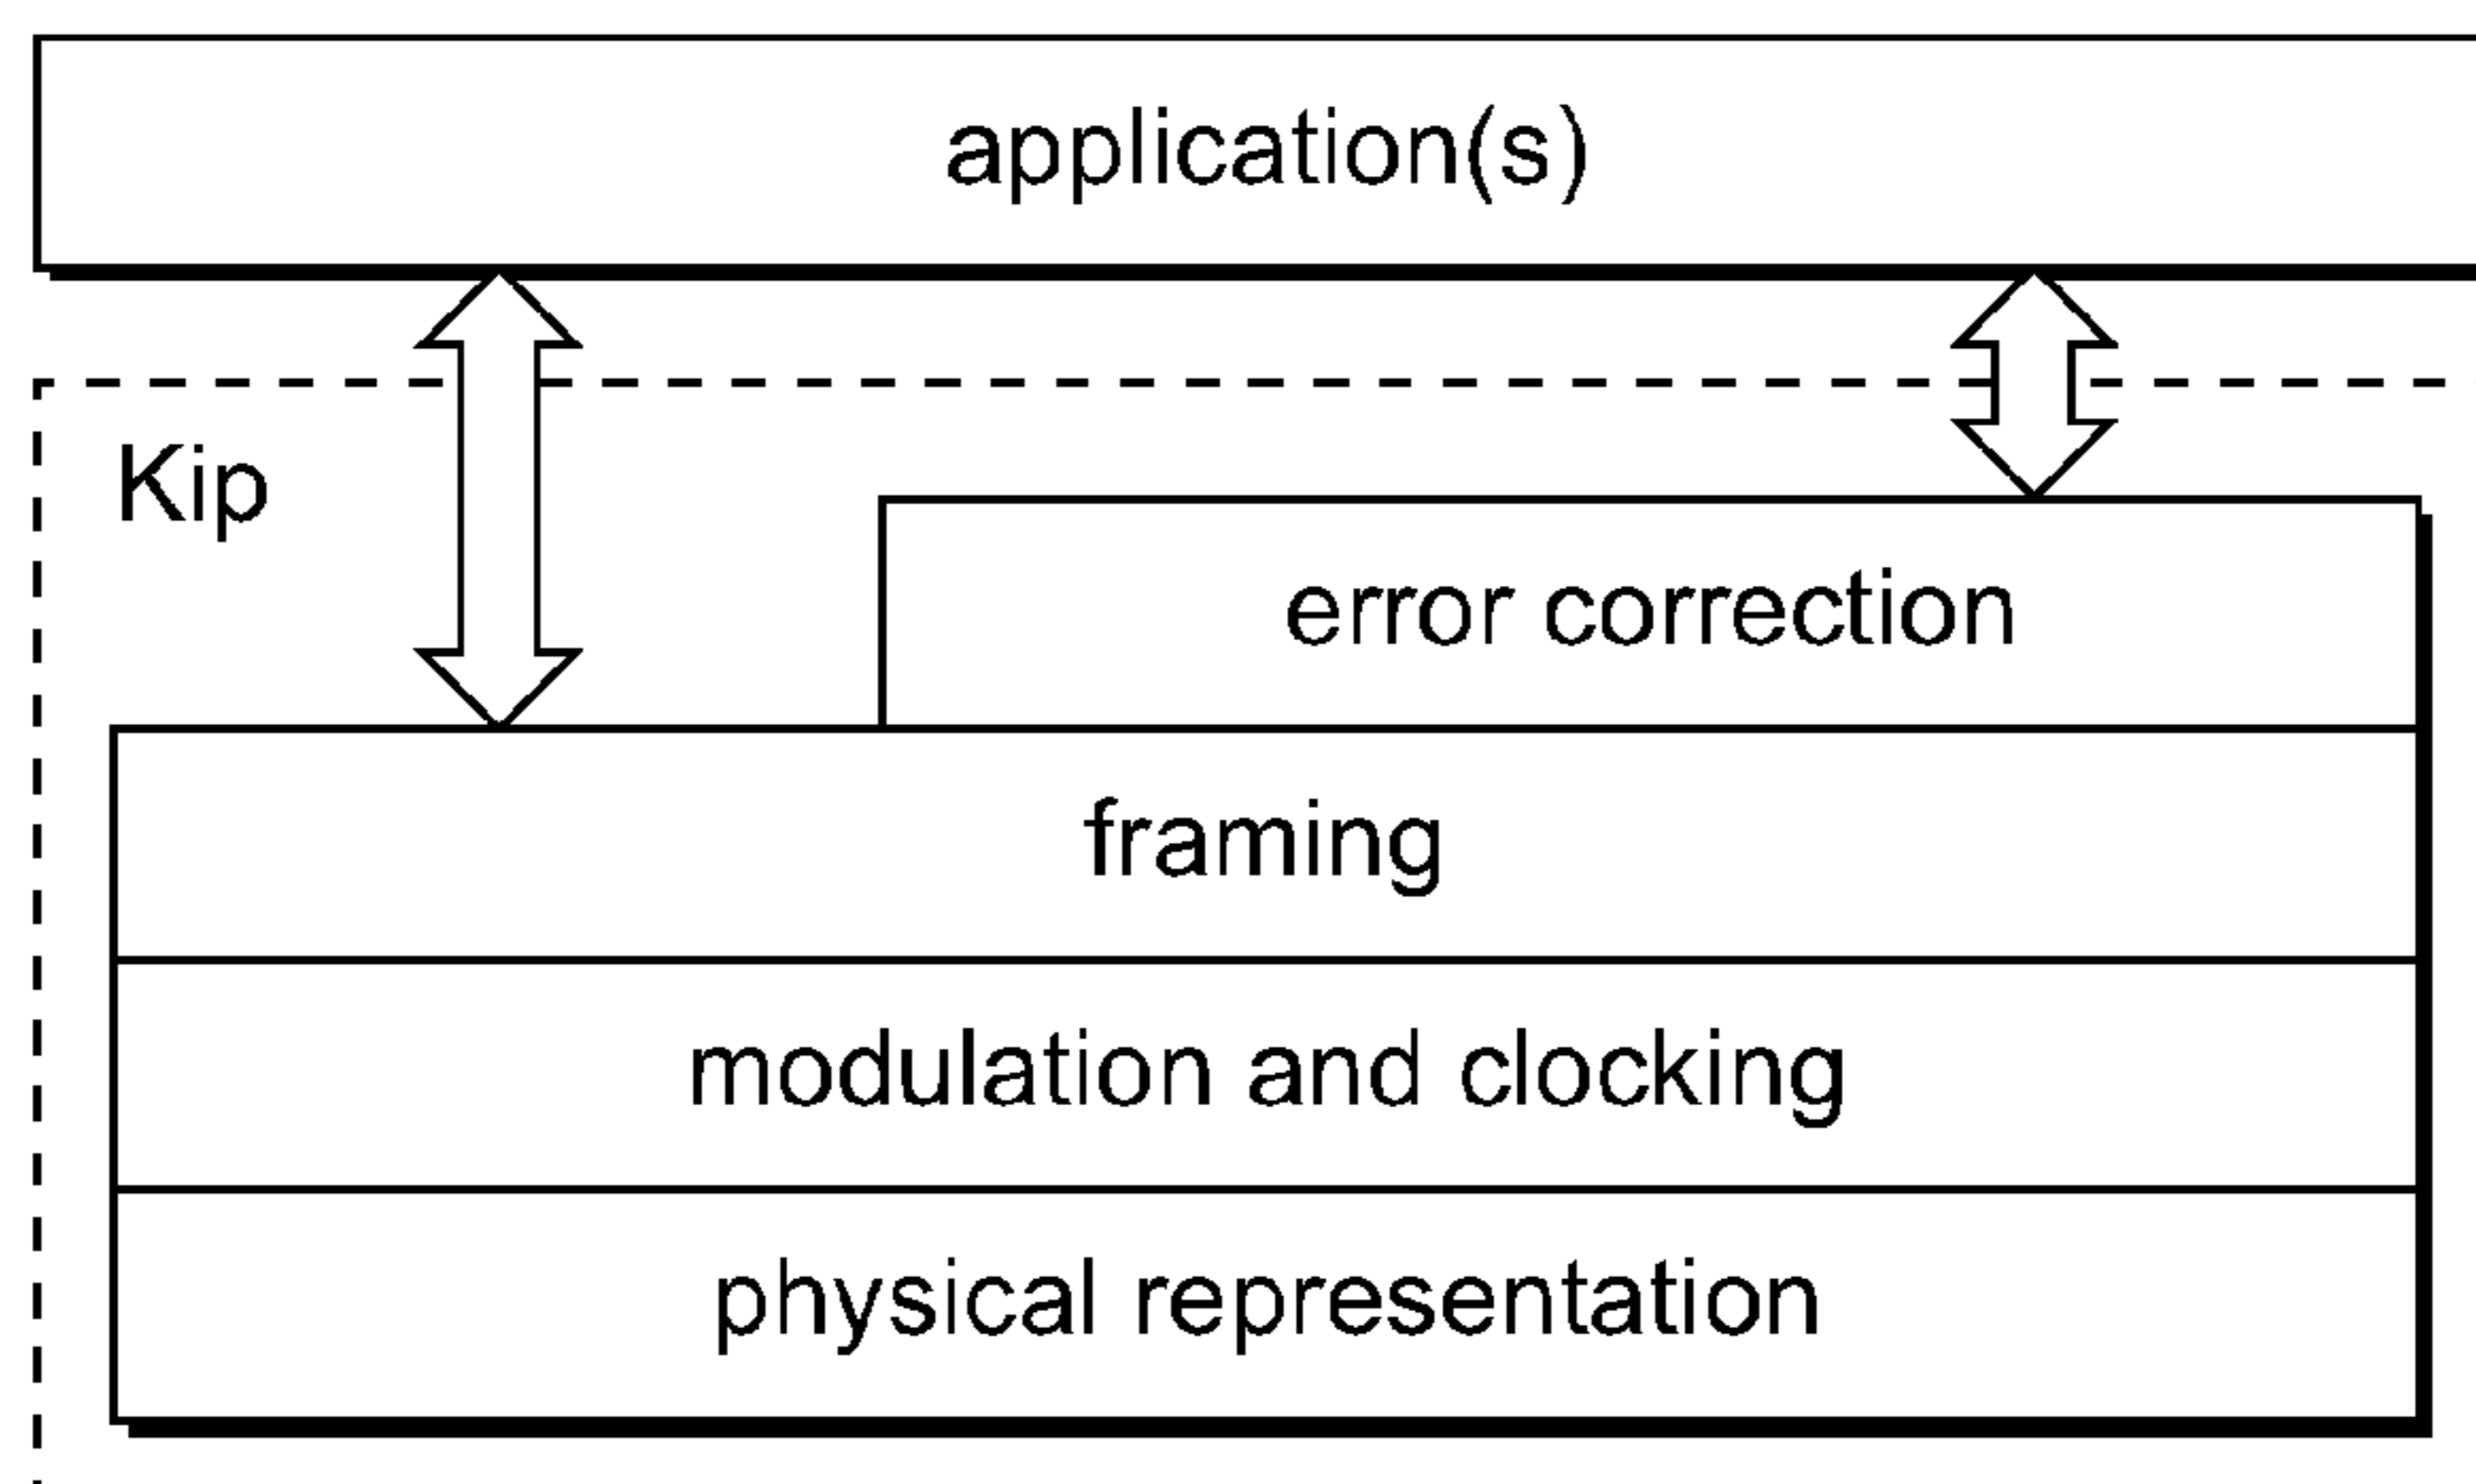 application(s)
Kip
error correction
framing
modulation and clocking
physical representation